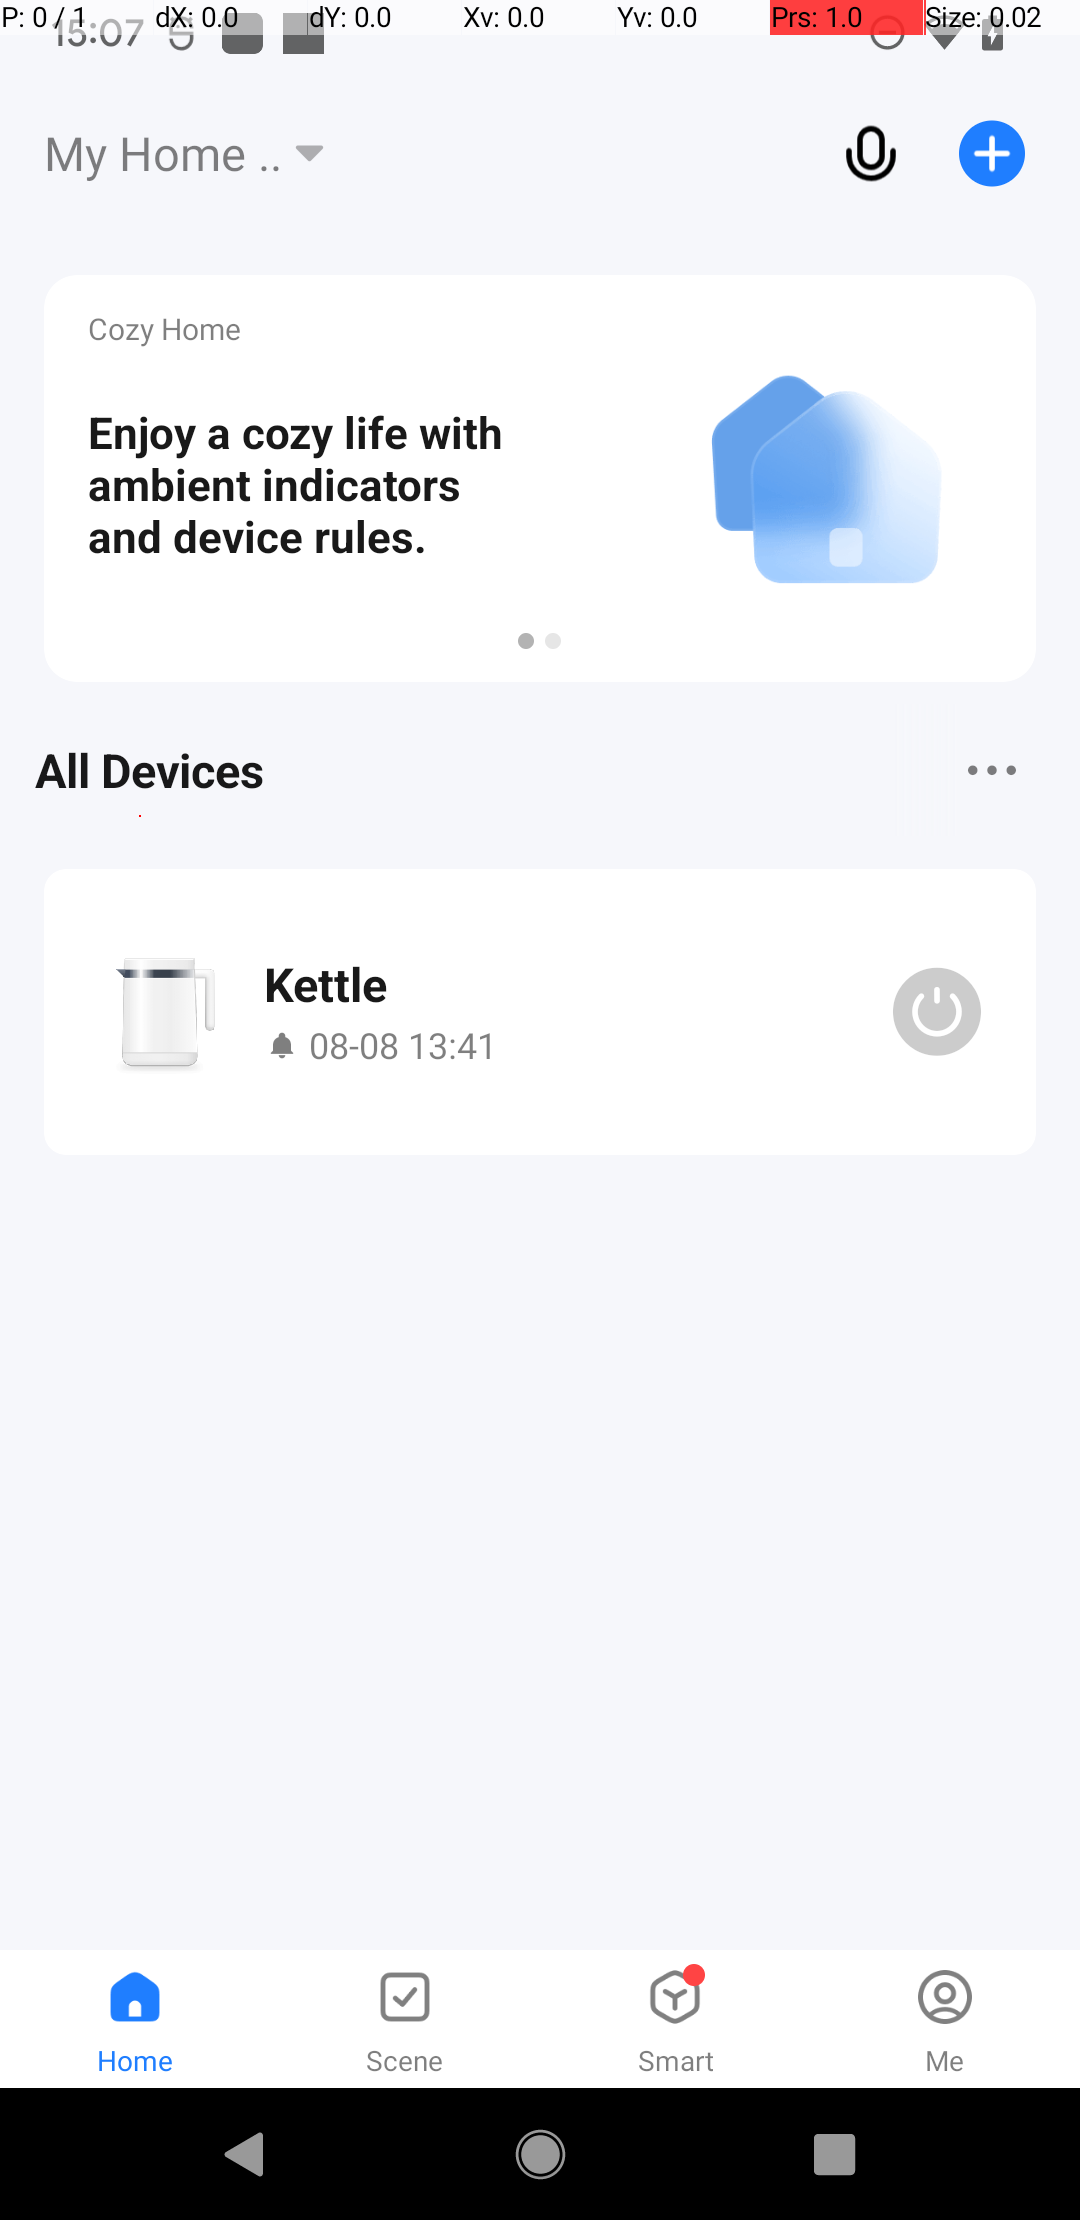 P: 0 / 1 dX: 0.0 dY: 0.0 Xv: 0.0 Yv: 0.0 Prs: 1.0 Size: 0.02
15:07
My Home ..
Cozy Home
Enjoy a cozy life with
ambient indicators
and device rules.
All Devices
Kettle
08-08 13:41
Home Scene Smart Me